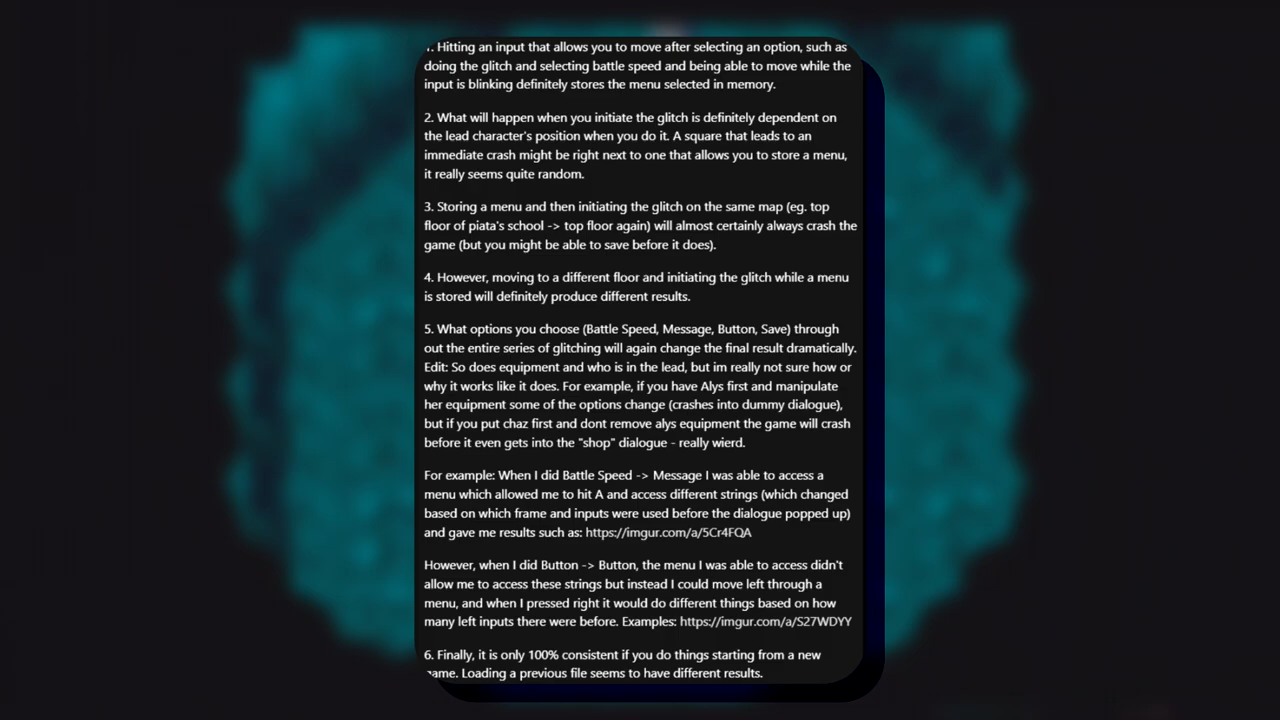 1. Hitting an input that allows you to move after selecting an option, such as
doing the glitch and selecting battle speed and being able to move while the
input is blinking definitely stores the menu selected in memory.
2. What will happen when you initiate the glitch is definitely dependent on
the lead character's position when you do it. A square that leads to an
immediate crash might be right next to one that allows you to store a menu,
it really seems quite random.
3. Storing a menu and then initiating the glitch on the same map (eg. top
floor of piata's school -> top floor again) will almost certainly always crash the
game (but you might be able to save before it does).
4. However, moving to a different floor and initiating the glitch while a menu
is stored will definitely produce different results.
5. What options you choose (Battle Speed, Message, Button, Save) through
out the entire series of glitching will again change the final result dramatically.
Edit: So does equipment and who is in the lead, but im really not sure how or
why it works like it does. For example, if you have Alys first and manipulate
her equipment some of the options change (crashes into dummy dialogue),
but if you put chaz first and dont remove alys equipment the game will crash
before it even gets into the "shop" dialogue - really wierd.
For example: When I did Battle Speed -> Message I was able to access a
menu which allowed me to hit A and access different strings (which changed
based on which frame and inputs were used before the dialogue popped up)
and gave me results such as: https://imgur.com/a/5Cr4FQA
However, when I did Button -> Button, the menu I was able to access didn't
allow me to access these strings but instead I could move left through a
menu, and when I pressed right it would do different things based on how
many left inputs there were before. Examples: https://imgur.com/a/S27WDYY
6. Finally, it is only 100% consistent if you do things starting from a new
game. Loading a previous file seems to have different results.